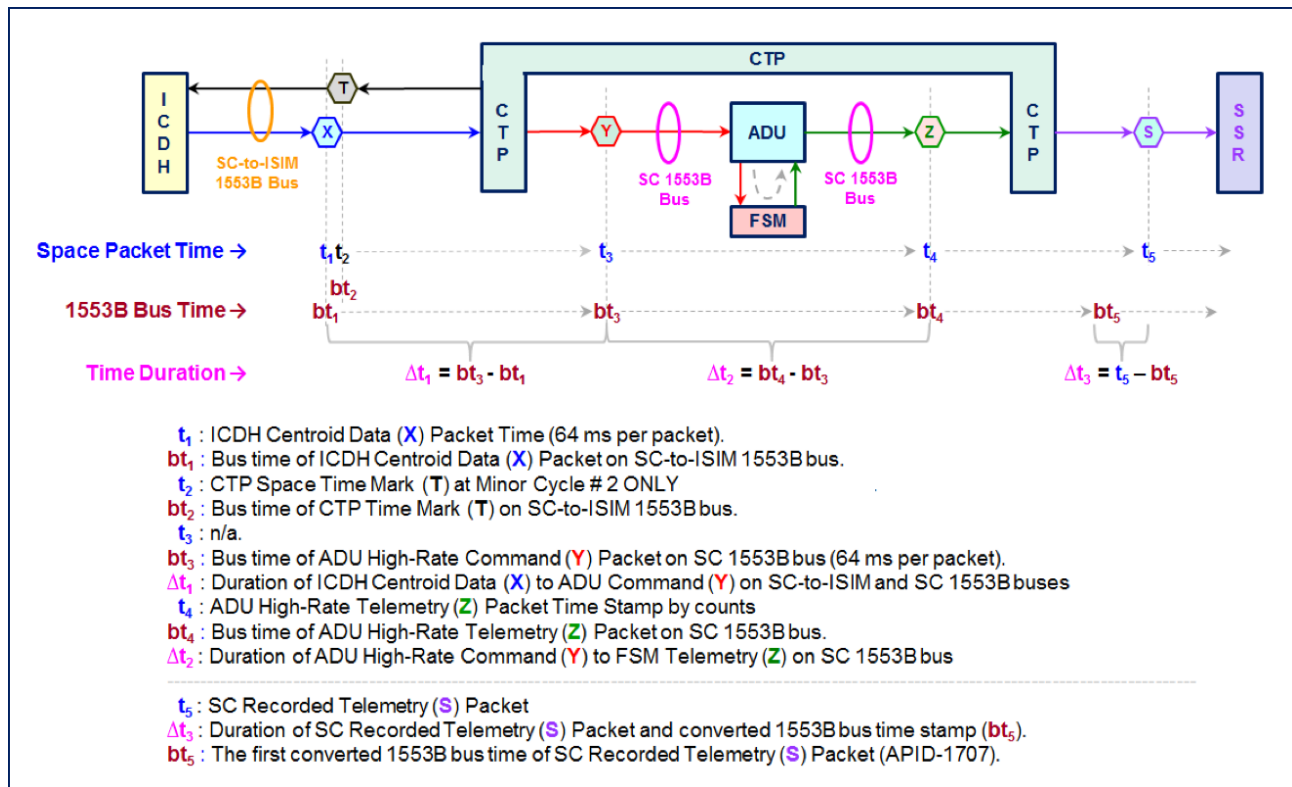 CTP
ICDH
T
X
SC-to-ISIM
1553B Bus
CTP
Y
SC 1553B
Bus
ADU
FSM
SC 1553B
Bus
Z
CTP
S
SSR
Space Packet Time → t₁ t₂ t₃ t₄ t₅
bt₂
1553B Bus Time → bt₁ bt₃ bt₄ bt₅
Time Duration → Δt₁ = bt₃ - bt₁ Δt₂ = bt₄ - bt₃ Δt₃ = t₅ – bt₅
t₁ : ICDH Centroid Data (X) Packet Time (64 ms per packet).
bt₁ : Bus time of ICDH Centroid Data (X) Packet on SC-to-ISIM 1553B bus.
t₂ : CTP Space Time Mark (T) at Minor Cycle # 2 ONLY
bt₂ : Bus time of CTP Time Mark (T) on SC-to-ISIM 1553B bus.
t₃ : n/a.
bt₃ : Bus time of ADU High-Rate Command (Y) Packet on SC 1553B bus (64 ms per packet).
Δt₁ : Duration of ICDH Centroid Data (X) to ADU Command (Y) on SC-to-ISIM and SC 1553B buses
t₄ : ADU High-Rate Telemetry (Z) Packet Time Stamp by counts
bt₄ : Bus time of ADU High-Rate Telemetry (Z) Packet on SC 1553B bus.
Δt₂ : Duration of ADU High-Rate Command (Y) to FSM Telemetry (Z) on SC 1553B bus
t₅ : SC Recorded Telemetry (S) Packet
Δt₃ : Duration of SC Recorded Telemetry (S) Packet and converted 1553B bus time stamp (bt₅).
bt₅ : The first converted 1553B bus time of SC Recorded Telemetry (S) Packet (APID-1707).